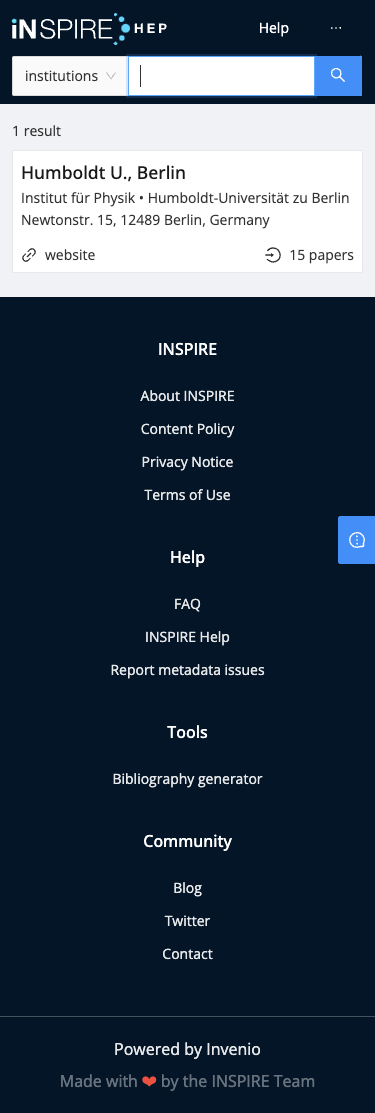 iNSPIRE HEP
Help
···
institutions
1 result
Humboldt U., Berlin
Institut für Physik • Humboldt-Universität zu Berlin
Newtonstr. 15, 12489 Berlin, Germany
website
15 papers
INSPIRE
About INSPIRE
Content Policy
Privacy Notice
Terms of Use
Help
FAQ
INSPIRE Help
Report metadata issues
Tools
Bibliography generator
Community
Blog
Twitter
Contact
Powered by Invenio
Made with ❤ by the INSPIRE Team